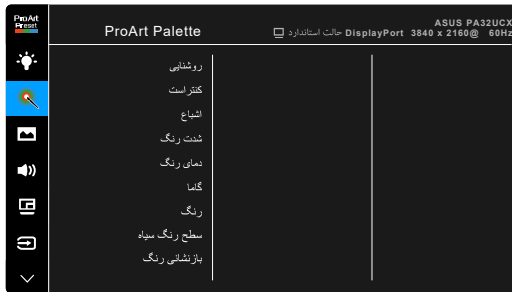 ProArt
Preset
ProArt Palette
ASUS PA32UCX
حالت استاندارد DisplayPort 3840 x 2160@ 60Hz
روشنایی
کنتراست
اشباع
شدت رنگ
دمای رنگ
گاما
رنگ
سطح رنگ سیاه
بازنشانی رنگ